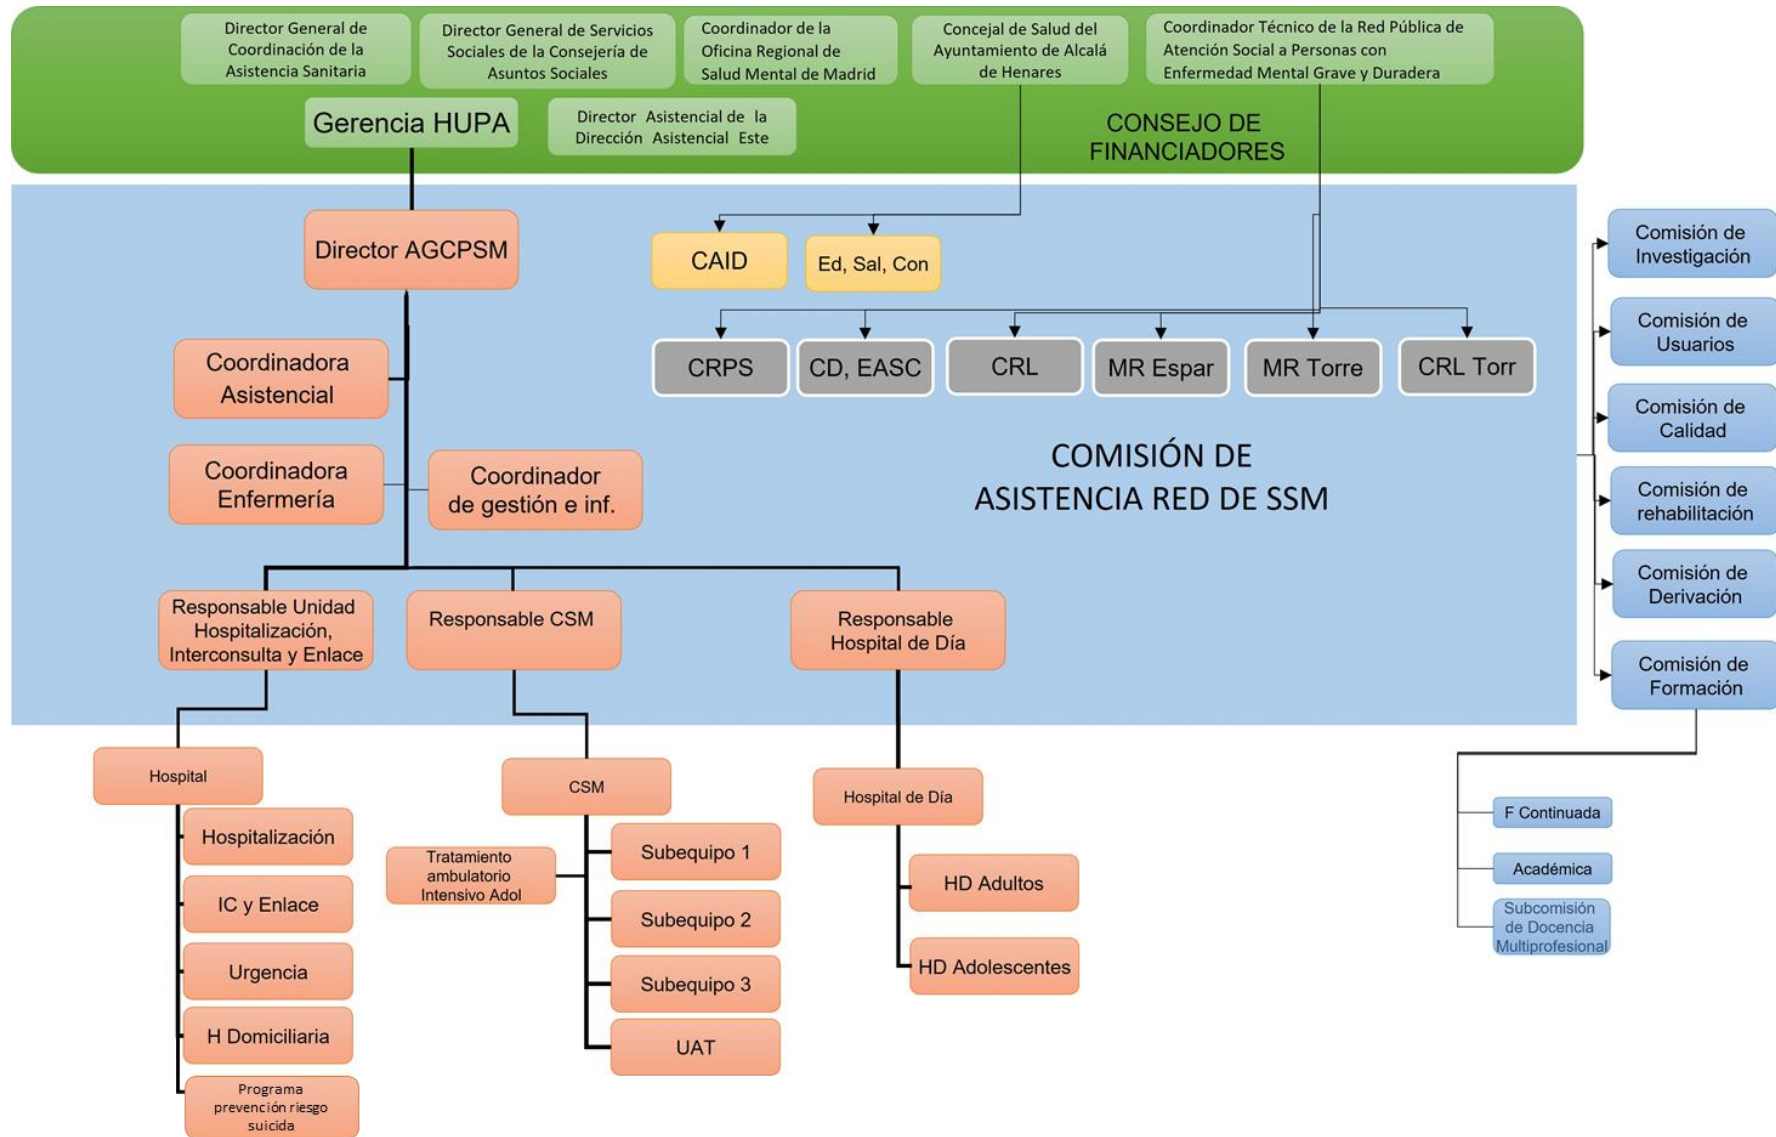 Director General de
Coordinación de la
Asistencia Sanitaria
Director General de Servicios
Sociales de la Consejería de
Asuntos Sociales
Coordinador de la
Oficina Regional de
Salud Mental de Madrid
Concejal de Salud del
Ayuntamiento de Alcalá
de Henares
Coordinador Técnico de la Red Pública de
Atención Social a Personas con
Enfermedad Mental Grave y Duradera
Gerencia HUPA
Director Asistencial de la
Dirección Asistencial Este
CONSEJO DE
FINANCIADORES
Director AGCPSM
CAID
Ed, Sal, Con
CRPS
CD, EASC
CRL
MR Espar
MR Torre
CRL Torr
Coordinadora
Asistencial
Coordinadora
Enfermería
Coordinador
de gestión e inf.
COMISIÓN DE
ASISTENCIA RED DE SSM
Responsable Unidad
Hospitalización,
Interconsulta y Enlace
Responsable CSM
Responsable
Hospital de Día
Comisión de
Investigación
Comisión de
Usuarios
Comisión de
Calidad
Comisión de
rehabilitación
Comisión de
Derivación
Comisión de
Formación
Hospital
Hospitalización
IC y Enlace
Urgencia
H Domiciliaria
Programa
prevención riesgo
suicida
CSM
Tratamiento
ambulatorio
Intensivo Adol
Subequipo 1
Subequipo 2
Subequipo 3
UAT
Hospital de Día
HD Adultos
HD Adolescentes
F Continuada
Académica
Subcomisión
de Docencia
Multiprofesional